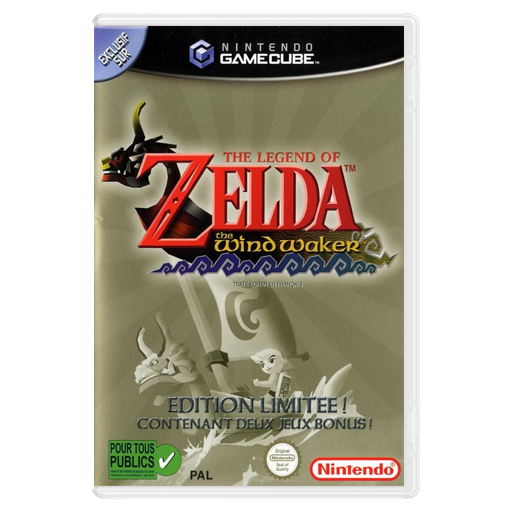 EXCLUSIF
SUR
NINTENDO
GAMECUBE™
THE LEGEND OF
ZELDA
the
Wind Waker
EDITION LIMITEE !
CONTENANT DEUX JEUX BONUS !
POUR TOUS
PUBLICS
PAL
Original
Nintendo
Seal of
Quality
Nintendo®